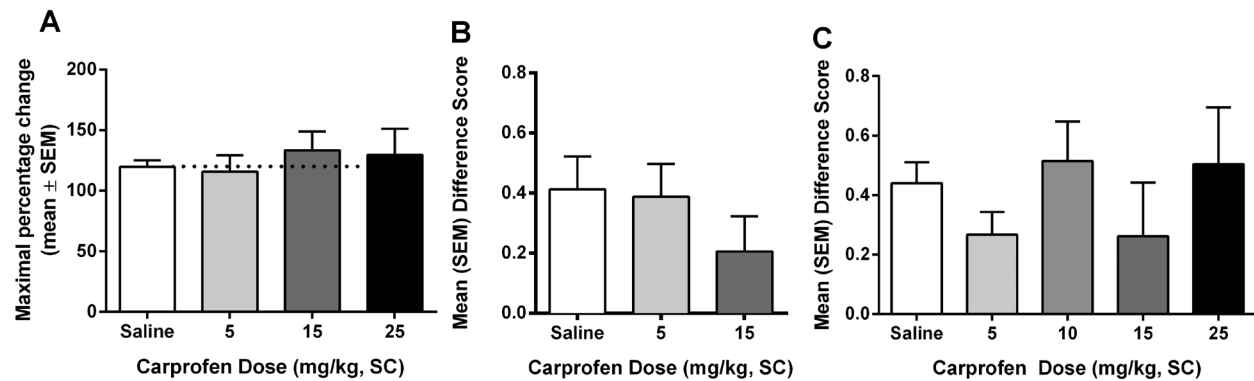 A
Maximal percentage change
(mean ± SEM)
200
150
100
50
0
Saline 5 15 25
Carprofen Dose (mg/kg, SC)
B
Mean (SEM) Difference Score
0.8
0.6
0.4
0.2
0.0
Saline 5 15
Carprofen Dose (mg/kg, SC)
C
Mean (SEM) Difference Score
0.8
0.6
0.4
0.2
0.0
Saline 5 10 15 25
Carprofen Dose (mg/kg, SC)